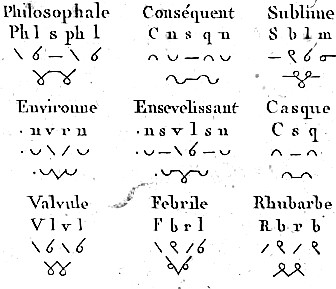 Philosophale Conséquent Sublime
Ph l s ph l C n s q n S b l m
Environne Ensevelissant Casque
. n v r n . n s v l s n C s q
Valvule Febrile Rhubarbe
V l v l F b r l R b r b